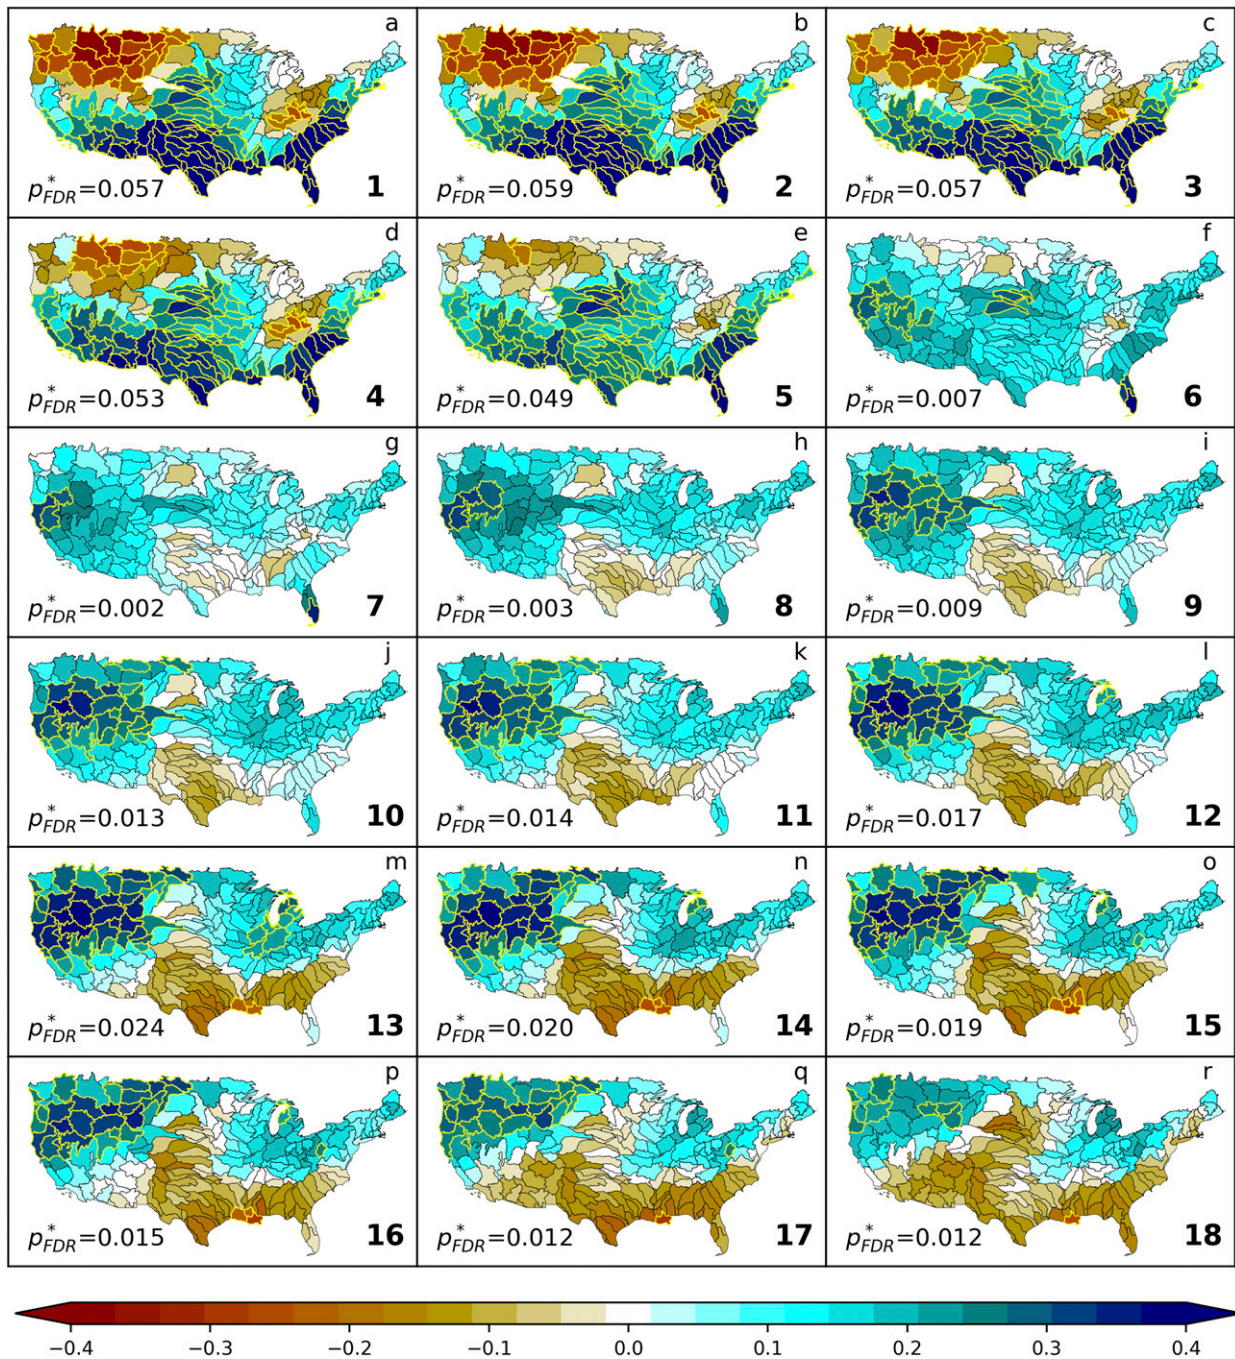 a
p*FDR=0.057
1
b
p*FDR=0.059
2
c
p*FDR=0.057
3
d
p*FDR=0.053
4
e
p*FDR=0.049
5
f
p*FDR=0.007
6
g
p*FDR=0.002
7
h
p*FDR=0.003
8
i
p*FDR=0.009
9
j
p*FDR=0.013
10
k
p*FDR=0.014
11
l
p*FDR=0.017
12
m
p*FDR=0.024
13
n
p*FDR=0.020
14
o
p*FDR=0.019
15
p
p*FDR=0.015
16
q
p*FDR=0.012
17
r
p*FDR=0.012
18
−0.4 −0.3 −0.2 −0.1 0.0 0.1 0.2 0.3 0.4